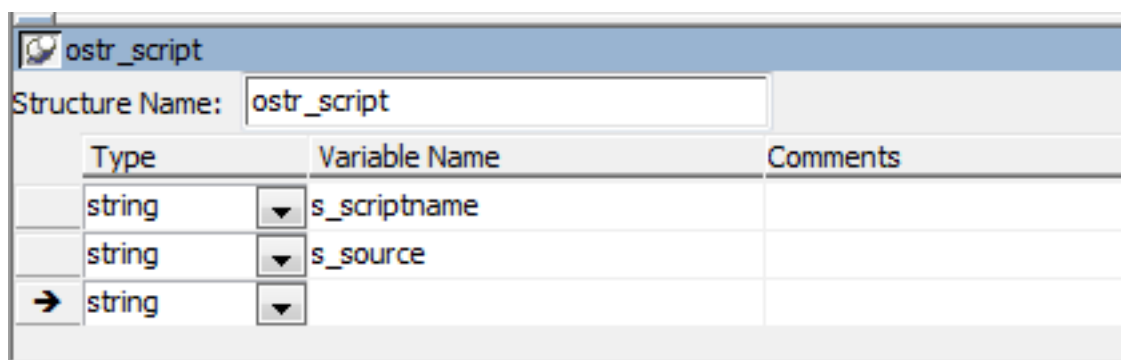 ostr_script
Structure Name: ostr_script
Type Variable Name Comments
string s_scriptname
string s_source
string